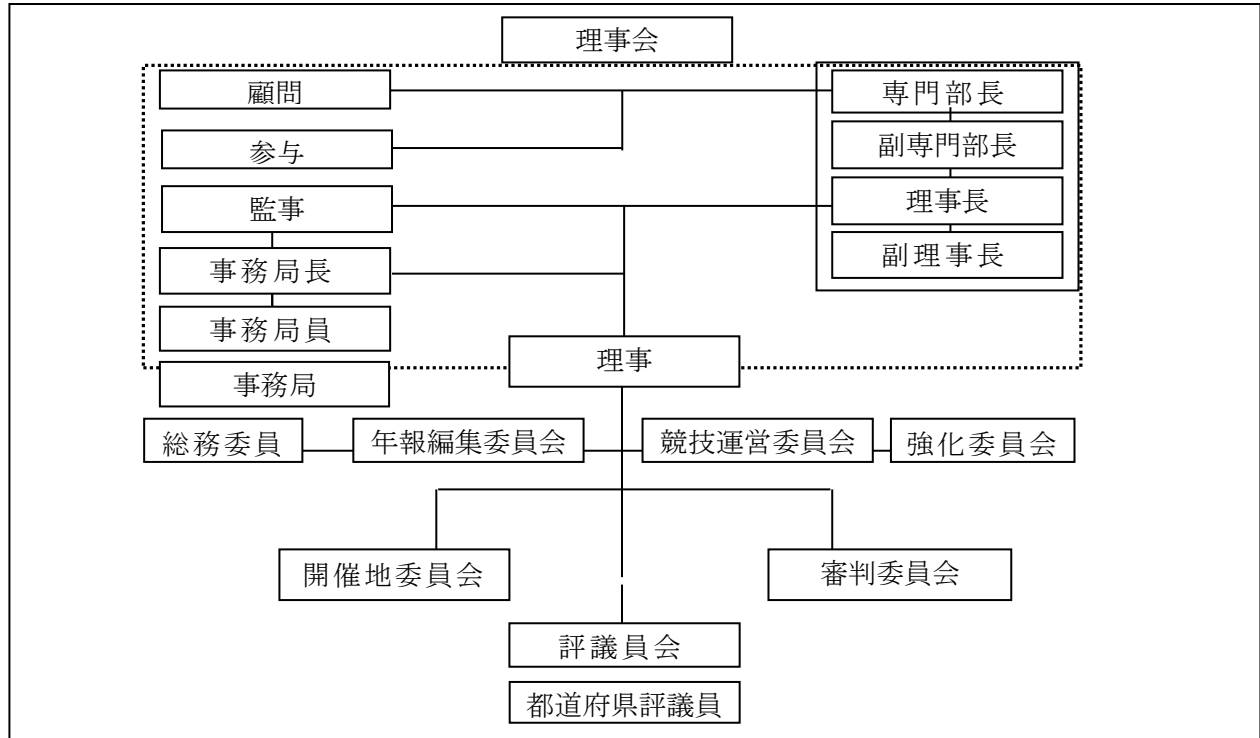 理事会
顧問
専門部長
参与
副専門部長
監事
理事長
事務局長
副理事長
事務局員
理事
事務局
総務委員
年報編集委員会
競技運営委員会
強化委員会
開催地委員会
審判委員会
評議員会
都道府県評議員